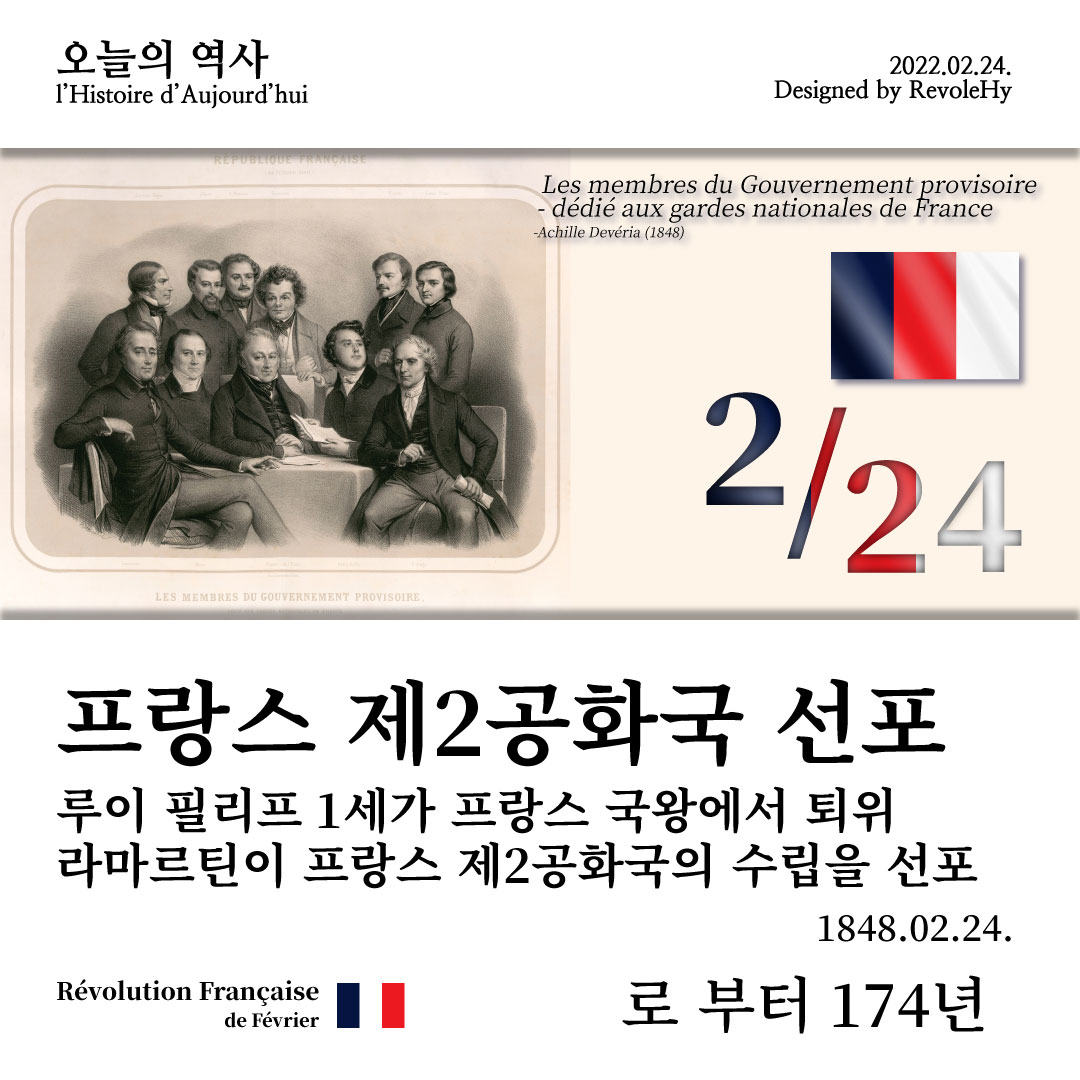 오늘의 역사
l'Histoire d'Aujourd'hui
2022.02.24.
Designed by RevoleHy
RÉPUBLIQUE FRANÇAISE
Les membres du Gouvernement provisoire
- dédié aux gardes nationales de France
-Achille Devéria (1848)
2/24
LES MEMBRES DU GOUVERNEMENT PROVISOIRE,
프랑스 제2공화국 선포
루이 필리프 1세가 프랑스 국왕에서 퇴위
라마르틴이 프랑스 제2공화국의 수립을 선포
1848.02.24.
로 부터 174년
Révolution Française
de Février